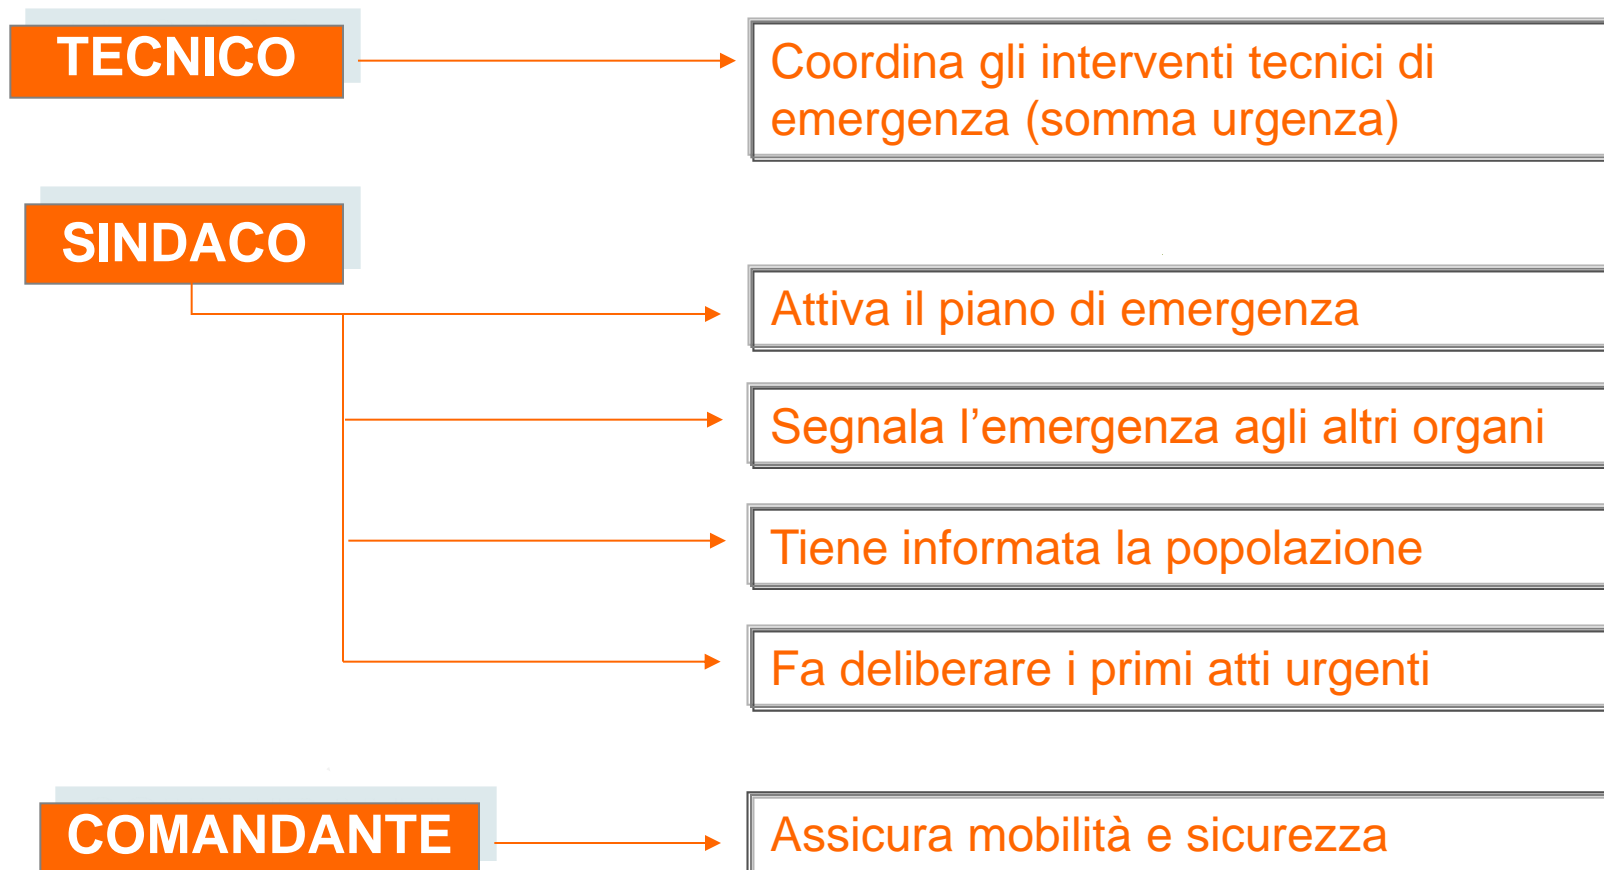 TECNICO
Coordina gli interventi tecnici di
emergenza (somma urgenza)
SINDACO
Attiva il piano di emergenza
Segnala l’emergenza agli altri organi
Tiene informata la popolazione
Fa deliberare i primi atti urgenti
COMANDANTE
Assicura mobilità e sicurezza